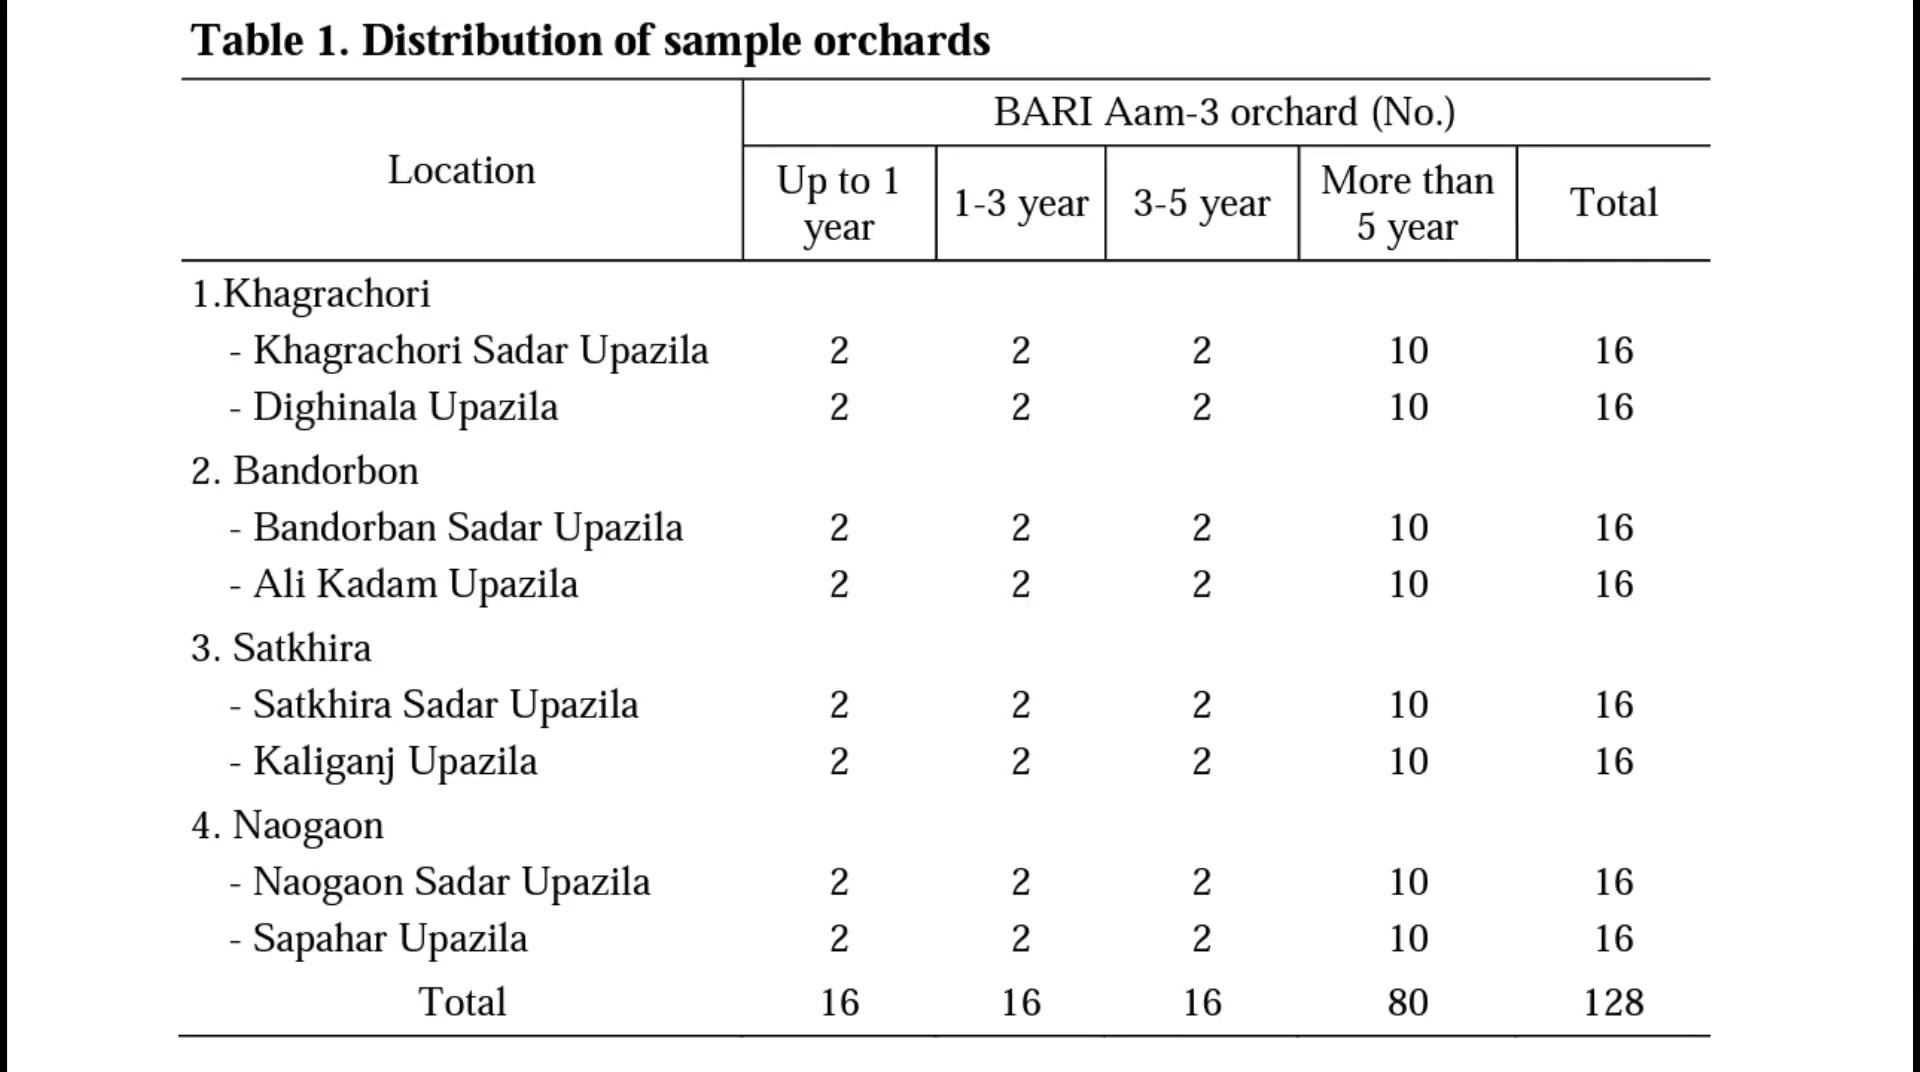 Table 1. Distribution of sample orchards
Location
BARI Aam-3 orchard (No.)
Up to 1 year
1-3 year
3-5 year
More than 5 year
Total
1.Khagrachori
- Khagrachori Sadar Upazila 2 2 2 10 16
- Dighinala Upazila 2 2 2 10 16
2. Bandorbon
- Bandorban Sadar Upazila 2 2 2 10 16
- Ali Kadam Upazila 2 2 2 10 16
3. Satkhira
- Satkhira Sadar Upazila 2 2 2 10 16
- Kaliganj Upazila 2 2 2 10 16
4. Naogaon
- Naogaon Sadar Upazila 2 2 2 10 16
- Sapahar Upazila 2 2 2 10 16
Total 16 16 16 80 128